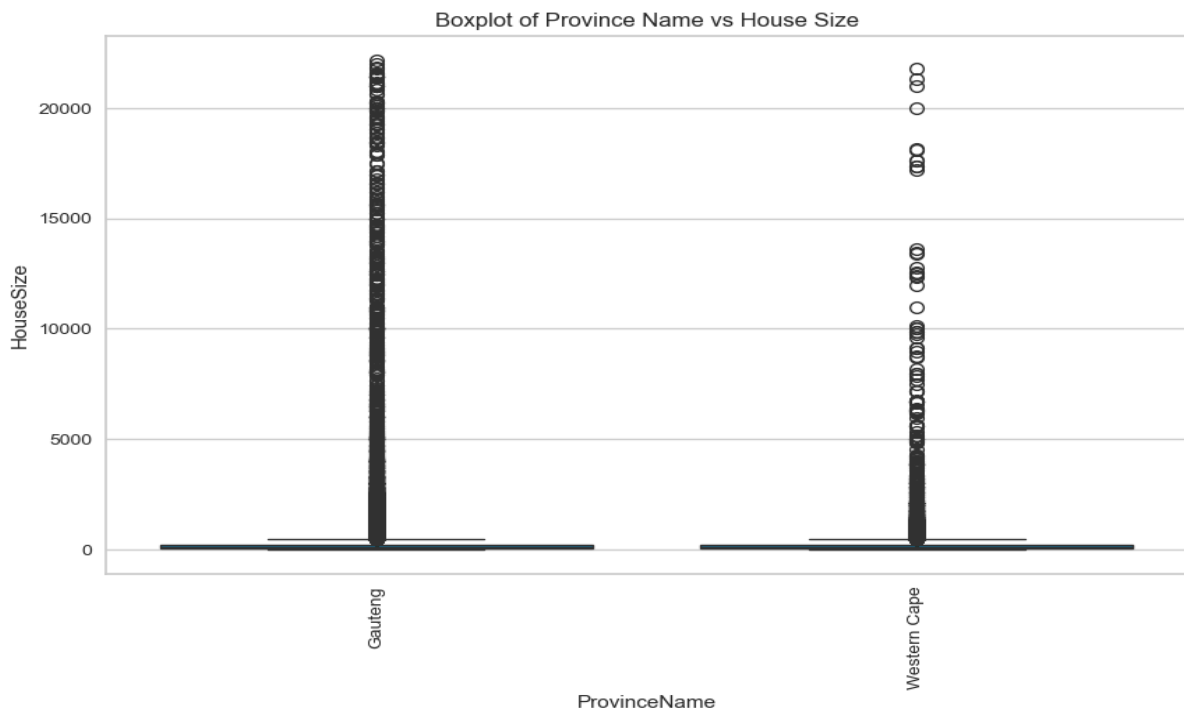 Boxplot of Province Name vs House Size
HouseSize
20000
15000
10000
5000
0
Gauteng
Western Cape
ProvinceName